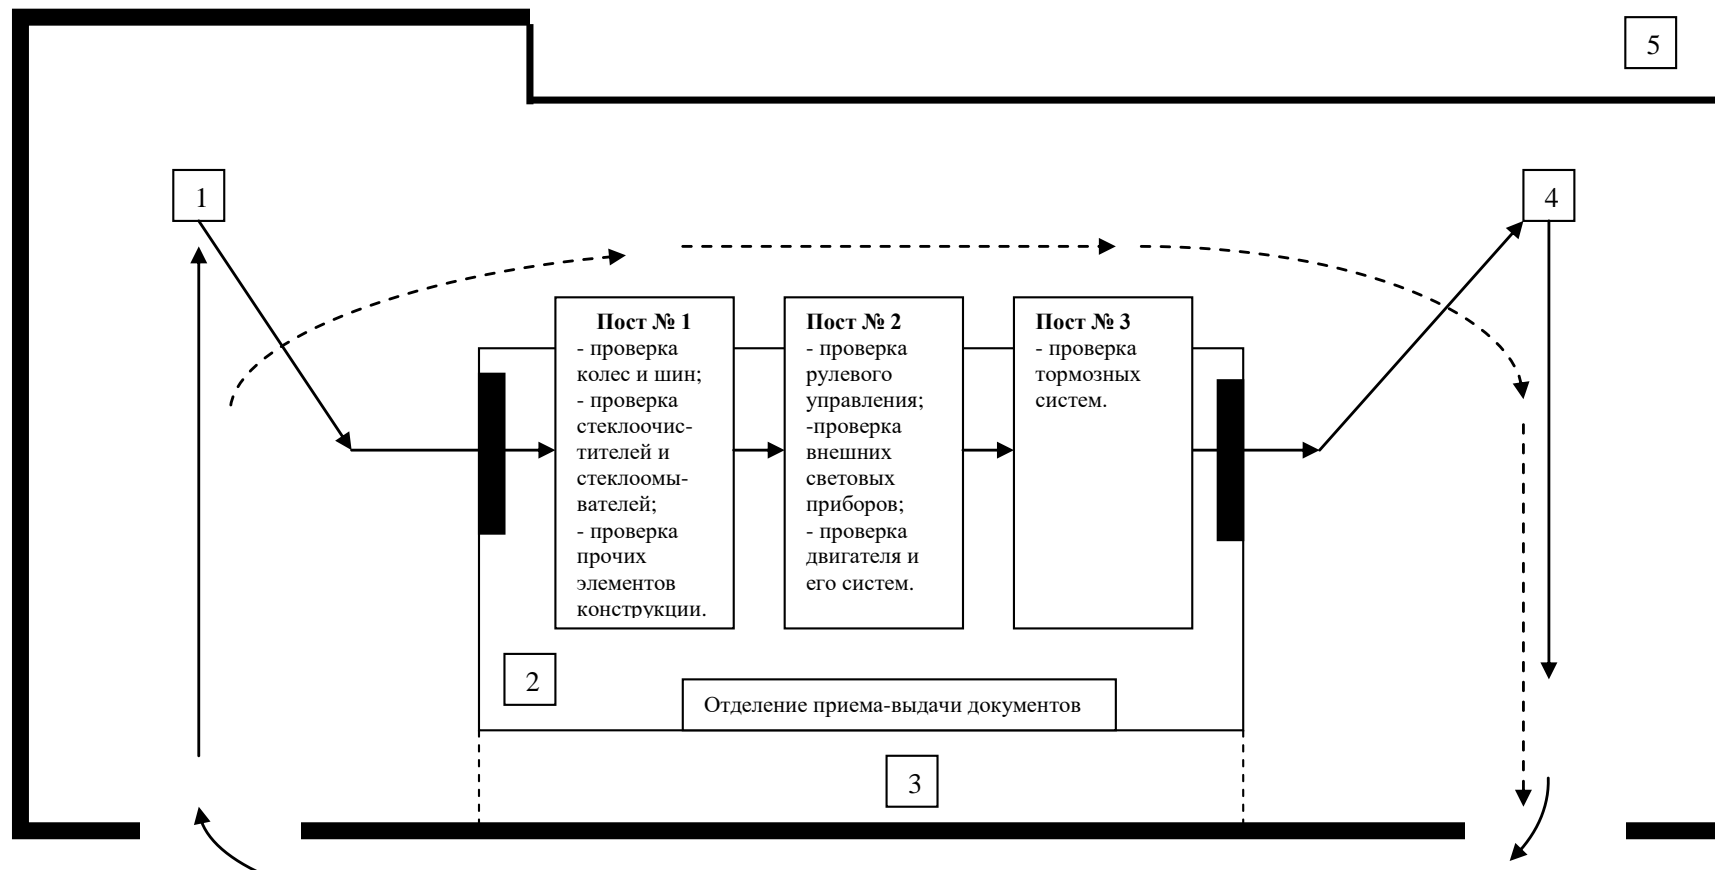 5
1
4
Пост № 1
- проверка
колес и шин;
- проверка
стеклоочис-
тителей и
стеклоомы-
вателей;
- проверка
прочих
элементов
конструкции.
Пост № 2
- проверка
рулевого
управления;
-проверка
внешних
световых
приборов;
- проверка
двигателя и
его систем.
Пост № 3
- проверка
тормозных
систем.
2
Отделение приема-выдачи документов
3